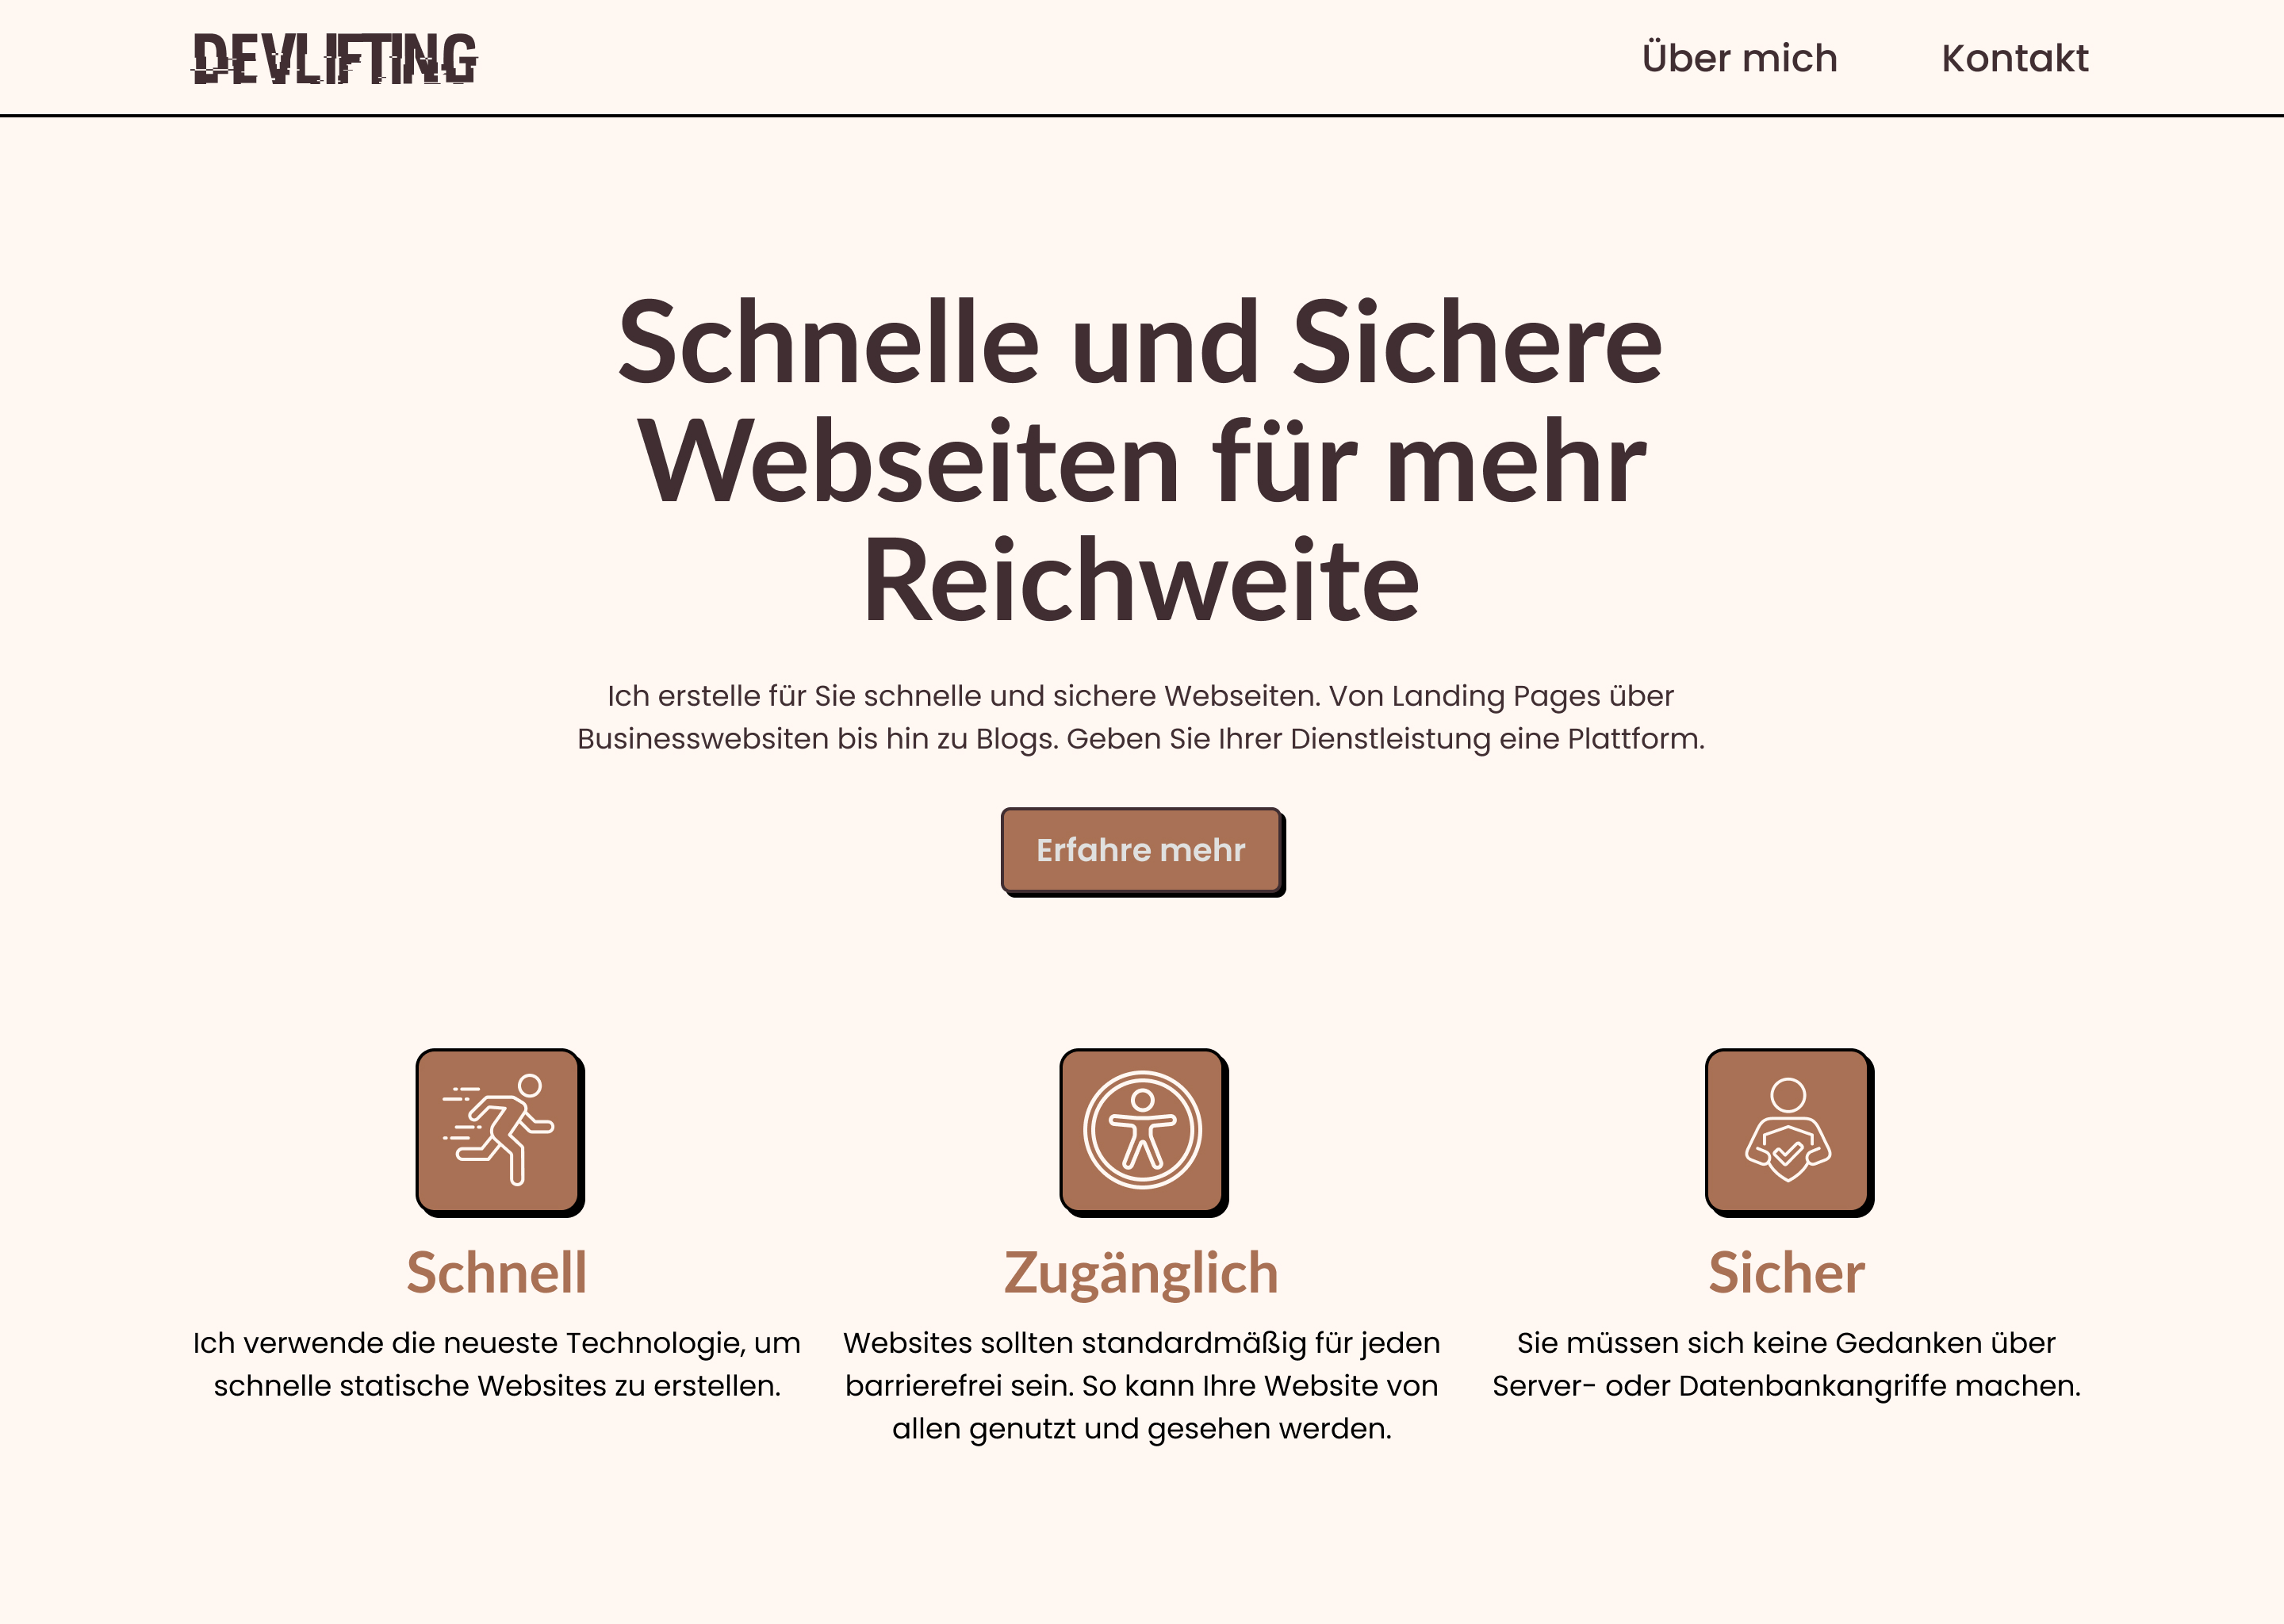 DEVLIFTING
Über mich
Kontakt
Schnelle und Sichere
Webseiten für mehr
Reichweite
Ich erstelle für Sie schnelle und sichere Webseiten. Von Landing Pages über
Businesswebsiten bis hin zu Blogs. Geben Sie Ihrer Dienstleistung eine Plattform.
Erfahre mehr
Schnell
Ich verwende die neueste Technologie, um
schnelle statische Websites zu erstellen.
Zugänglich
Websites sollten standardmäßig für jeden
barrierefrei sein. So kann Ihre Website von
allen genutzt und gesehen werden.
Sicher
Sie müssen sich keine Gedanken über
Server- oder Datenbankangriffe machen.